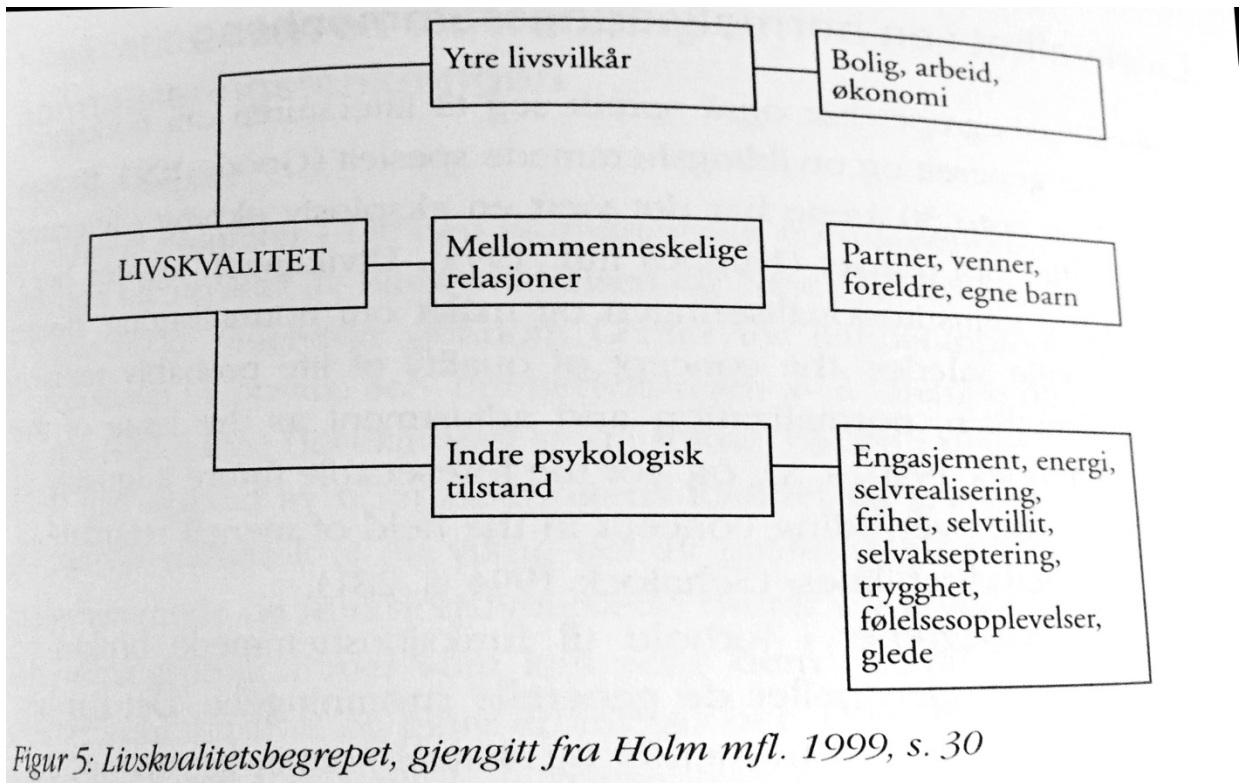 Ytre livsvilkår
Bolig, arbeid,
økonomi
LIVSKVALITET
Mellommenneskelige
relasjoner
Partner, venner,
foreldre, egne barn
Indre psykologisk
tilstand
Engasjement, energi,
selvrealisering,
frihet, selvtillit,
selvakseptering,
trygghet,
følelsesopplevelser,
glede
Figur 5: Livskvalitetsbegrepet, gjengitt fra Holm mfl. 1999, s. 30